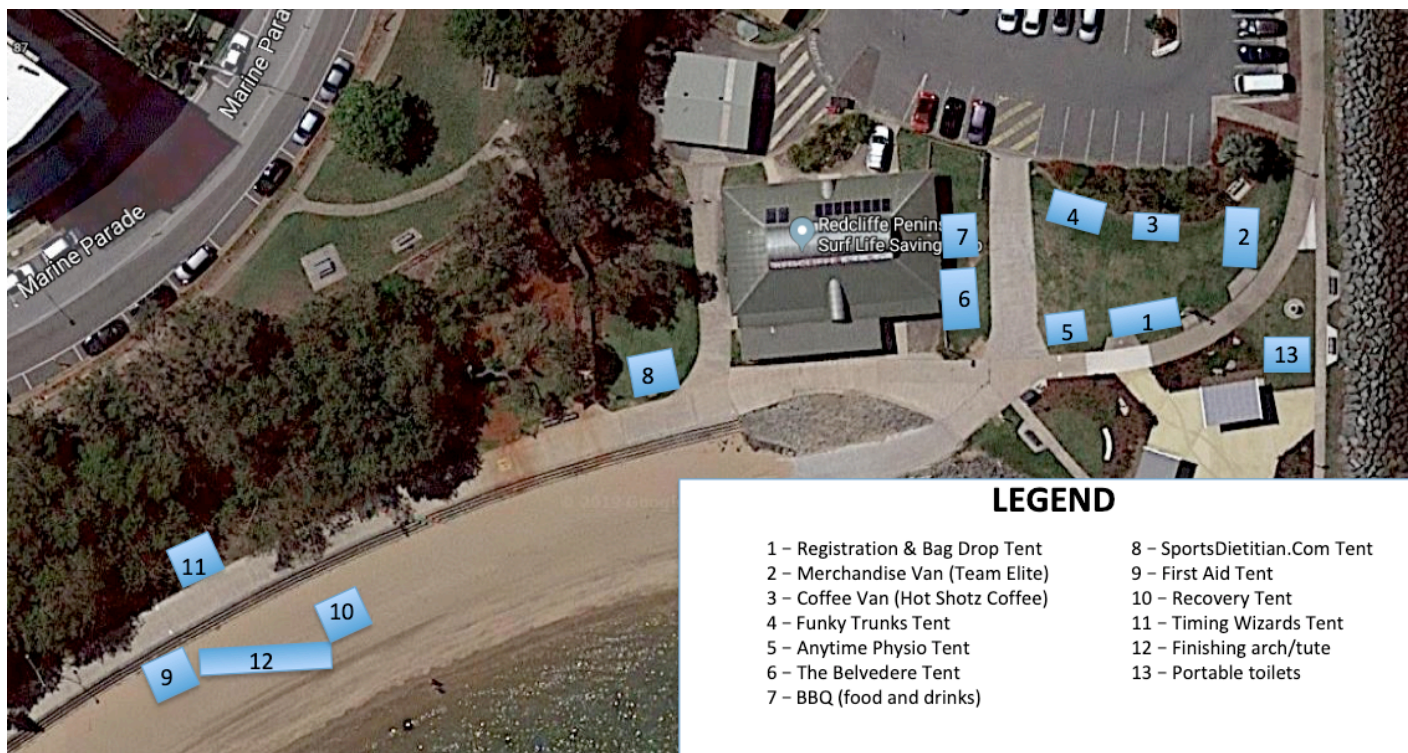 87
Marine Parade
Marine Parade
Redcliffe Penins
Surf Life Saving
4
3
2
7
6
5
1
13
8
11
10
12
9
LEGEND
1 – Registration & Bag Drop Tent
2 – Merchandise Van (Team Elite)
3 – Coffee Van (Hot Shotz Coffee)
4 – Funky Trunks Tent
5 – Anytime Physio Tent
6 – The Belvedere Tent
7 – BBQ (food and drinks)
8 – SportsDietitian.Com Tent
9 – First Aid Tent
10 – Recovery Tent
11 – Timing Wizards Tent
12 – Finishing arch/tute
13 – Portable toilets